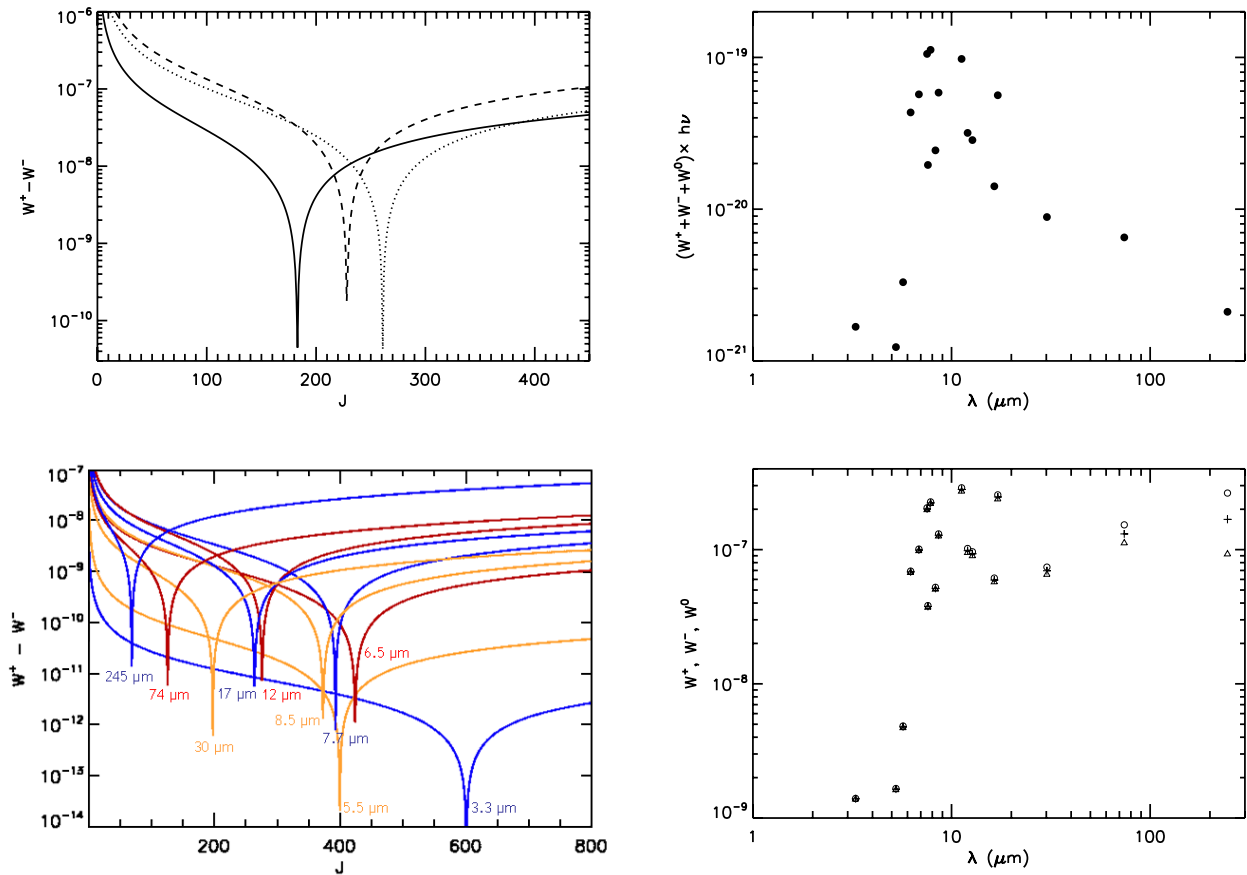 10⁻⁶
10⁻⁷
10⁻⁸
10⁻⁹
10⁻¹⁰
W⁺−W⁻
0 100 200 300 400
J
10⁻¹⁹
10⁻²⁰
10⁻²¹
(W⁺+W⁻+W⁰)× hν
1 10 100
λ (μm)
10⁻⁷
10⁻⁸
10⁻⁹
10⁻¹⁰
10⁻¹¹
10⁻¹²
10⁻¹³
10⁻¹⁴
W⁺ − W⁻
6.5 μm
245 μm
74 μm
17 μm
12 μm
8.5 μm
7.7 μm
30 μm
5.5 μm
3.3 μm
200 400 600 800
J
10⁻⁷
10⁻⁸
10⁻⁹
W⁺, W⁻, W⁰
1 10 100
λ (μm)